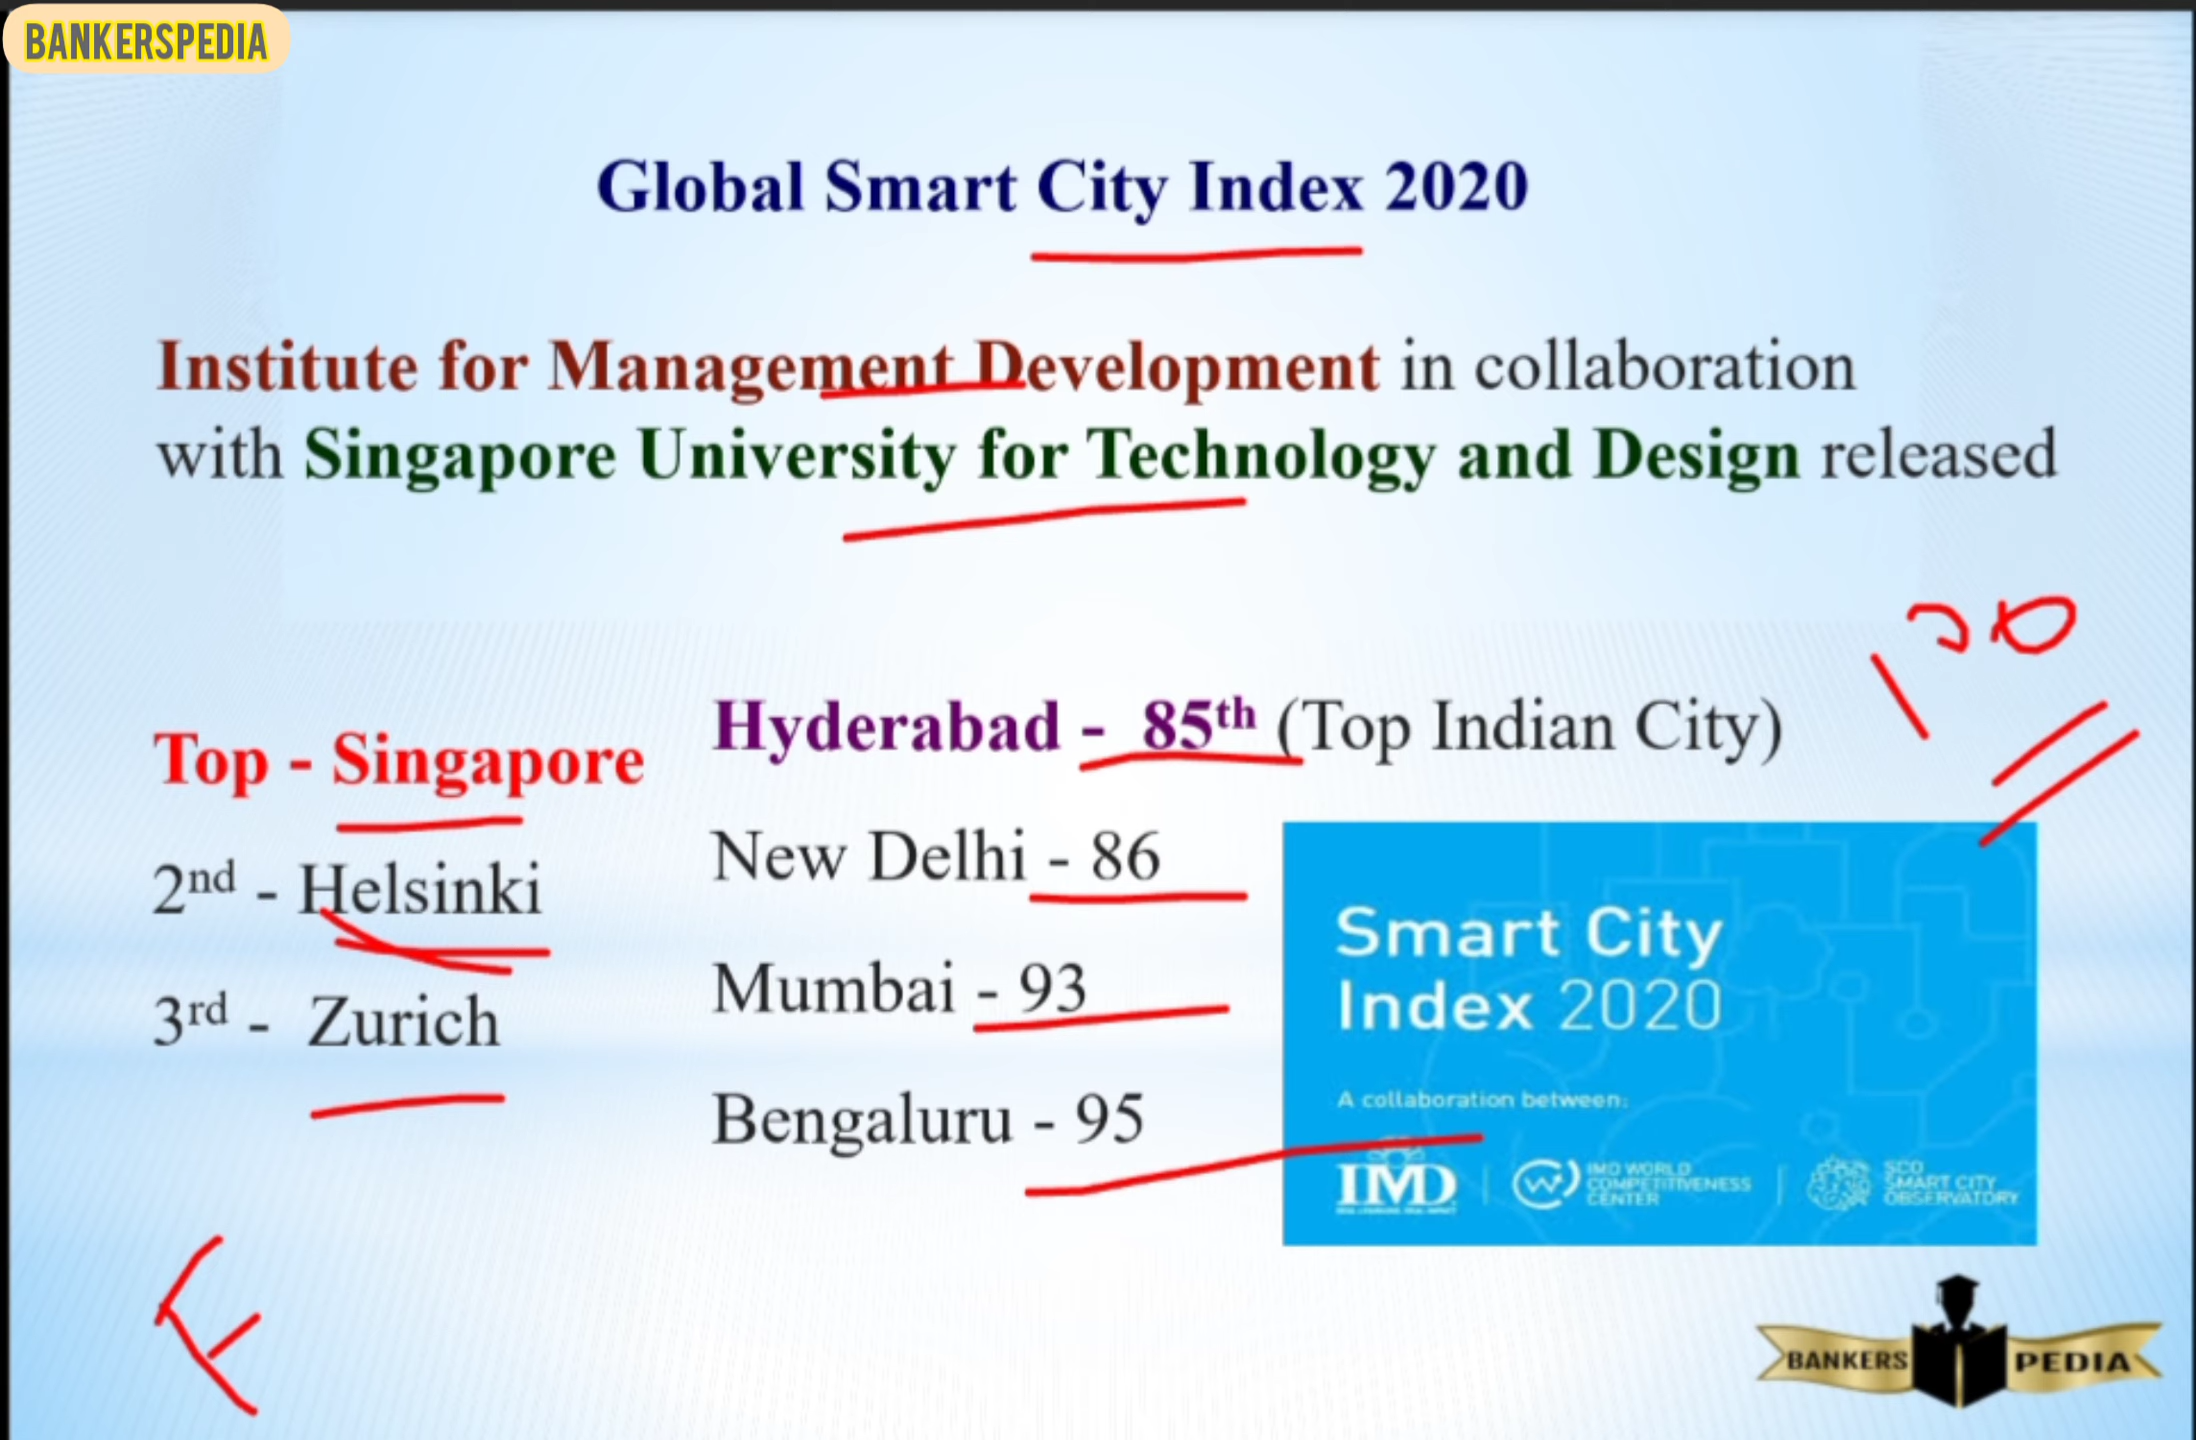 BANKERSPEDIA
Global Smart City Index 2020
Institute for Management Development in collaboration
with Singapore University for Technology and Design released
Top - Singapore
2nd - Helsinki
3rd - Zurich
Hyderabad - 85th (Top Indian City)
New Delhi - 86
Mumbai - 93
Bengaluru - 95
Smart City
Index 2020
A collaboration between:
IMD
IMD WORLD
COMPETITIVENESS
CENTER
SCO
SMART CITY
OBSERVATORY
BANKERS PEDIA